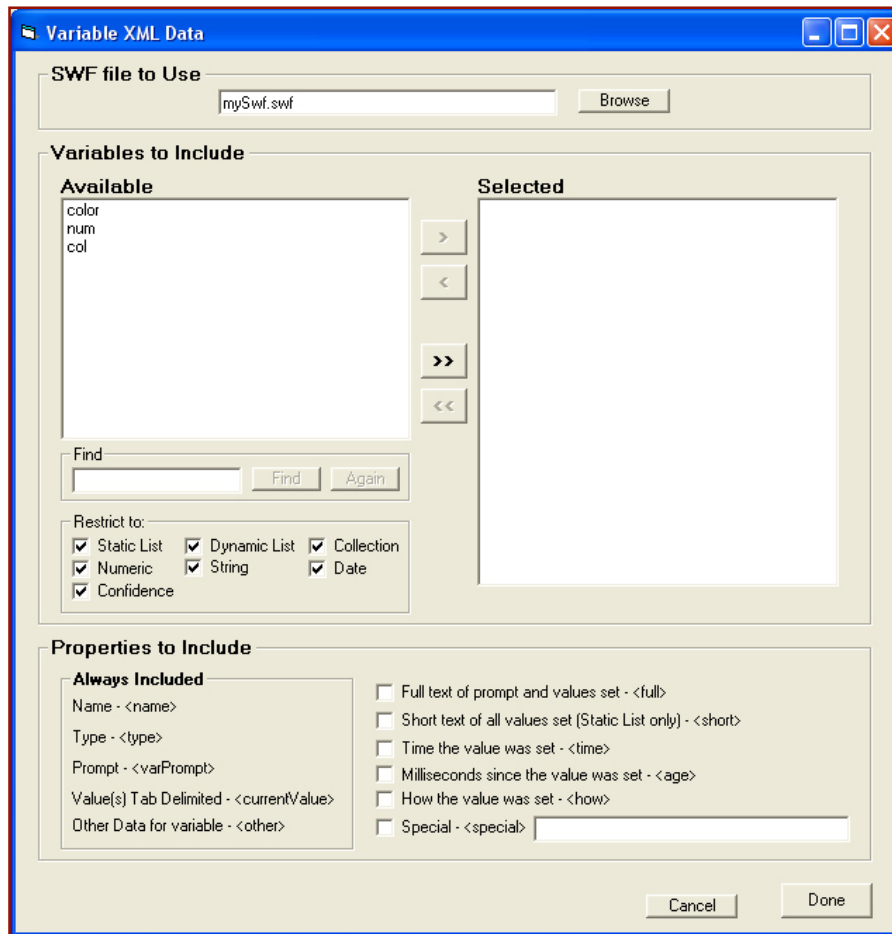 Variable XML Data
SWF file to Use
mySwf.swf
Browse
Variables to Include
Available
Selected
color
num
col
>
<
>>
<<
Find
Find
Again
Restrict to:
Static List
Dynamic List
Collection
Numeric
String
Date
Confidence
Properties to Include
Always Included
Name - <name>
Type - <type>
Prompt - <varPrompt>
Value(s) Tab Delimited - <currentValue>
Other Data for variable - <other>
Full text of prompt and values set - <full>
Short text of all values set (Static List only) - <short>
Time the value was set - <time>
Milliseconds since the value was set - <age>
How the value was set - <how>
Special - <special>
Cancel
Done